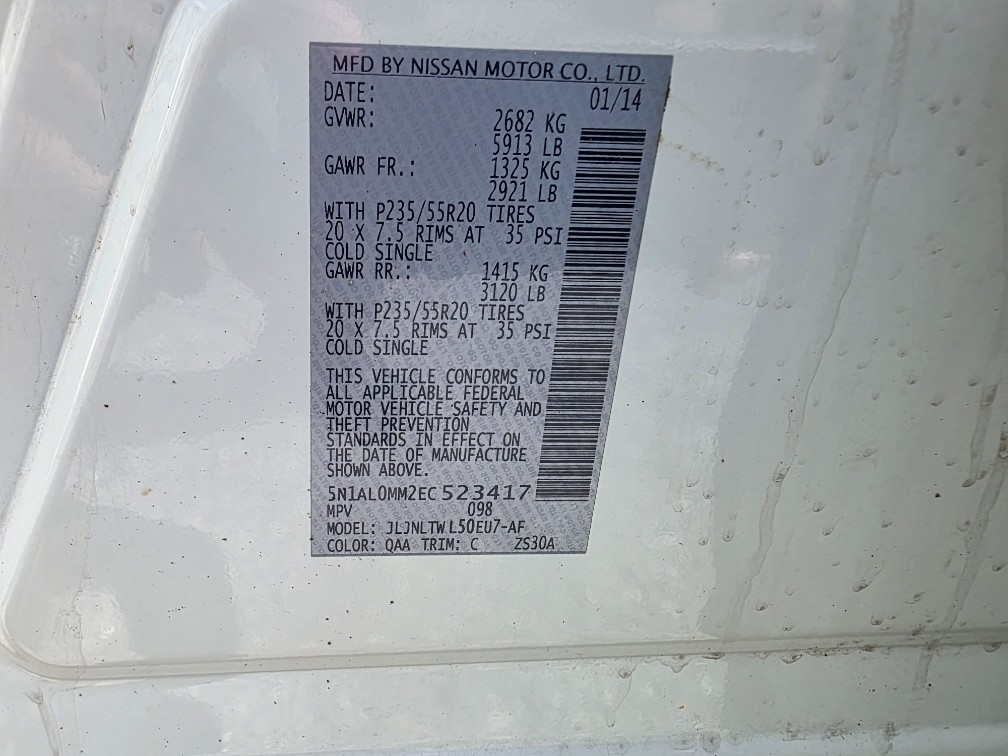 MFD BY NISSAN MOTOR CO., LTD.
DATE: 01/14
GVWR: 2682 KG
5913 LB
GAWR FR.: 1325 KG
2921 LB
WITH P235/55R20 TIRES
20 X 7.5 RIMS AT 35 PSI
COLD SINGLE
GAWR RR.: 1415 KG
3120 LB
WITH P235/55R20 TIRES
20 X 7.5 RIMS AT 35 PSI
COLD SINGLE
THIS VEHICLE CONFORMS TO
ALL APPLICABLE FEDERAL
MOTOR VEHICLE SAFETY AND
THEFT PREVENTION
STANDARDS IN EFFECT ON
THE DATE OF MANUFACTURE
SHOWN ABOVE.
5N1AL0MM2EC523417
MPV 098
MODEL: JLJNLTWL50EU7-AF
COLOR: QAA TRIM: C ZS30A